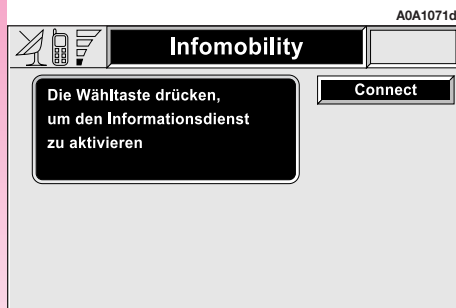 A0A1071d
Infomobility
Die Wähltaste drücken,
um den Informationsdienst
zu aktivieren
Connect